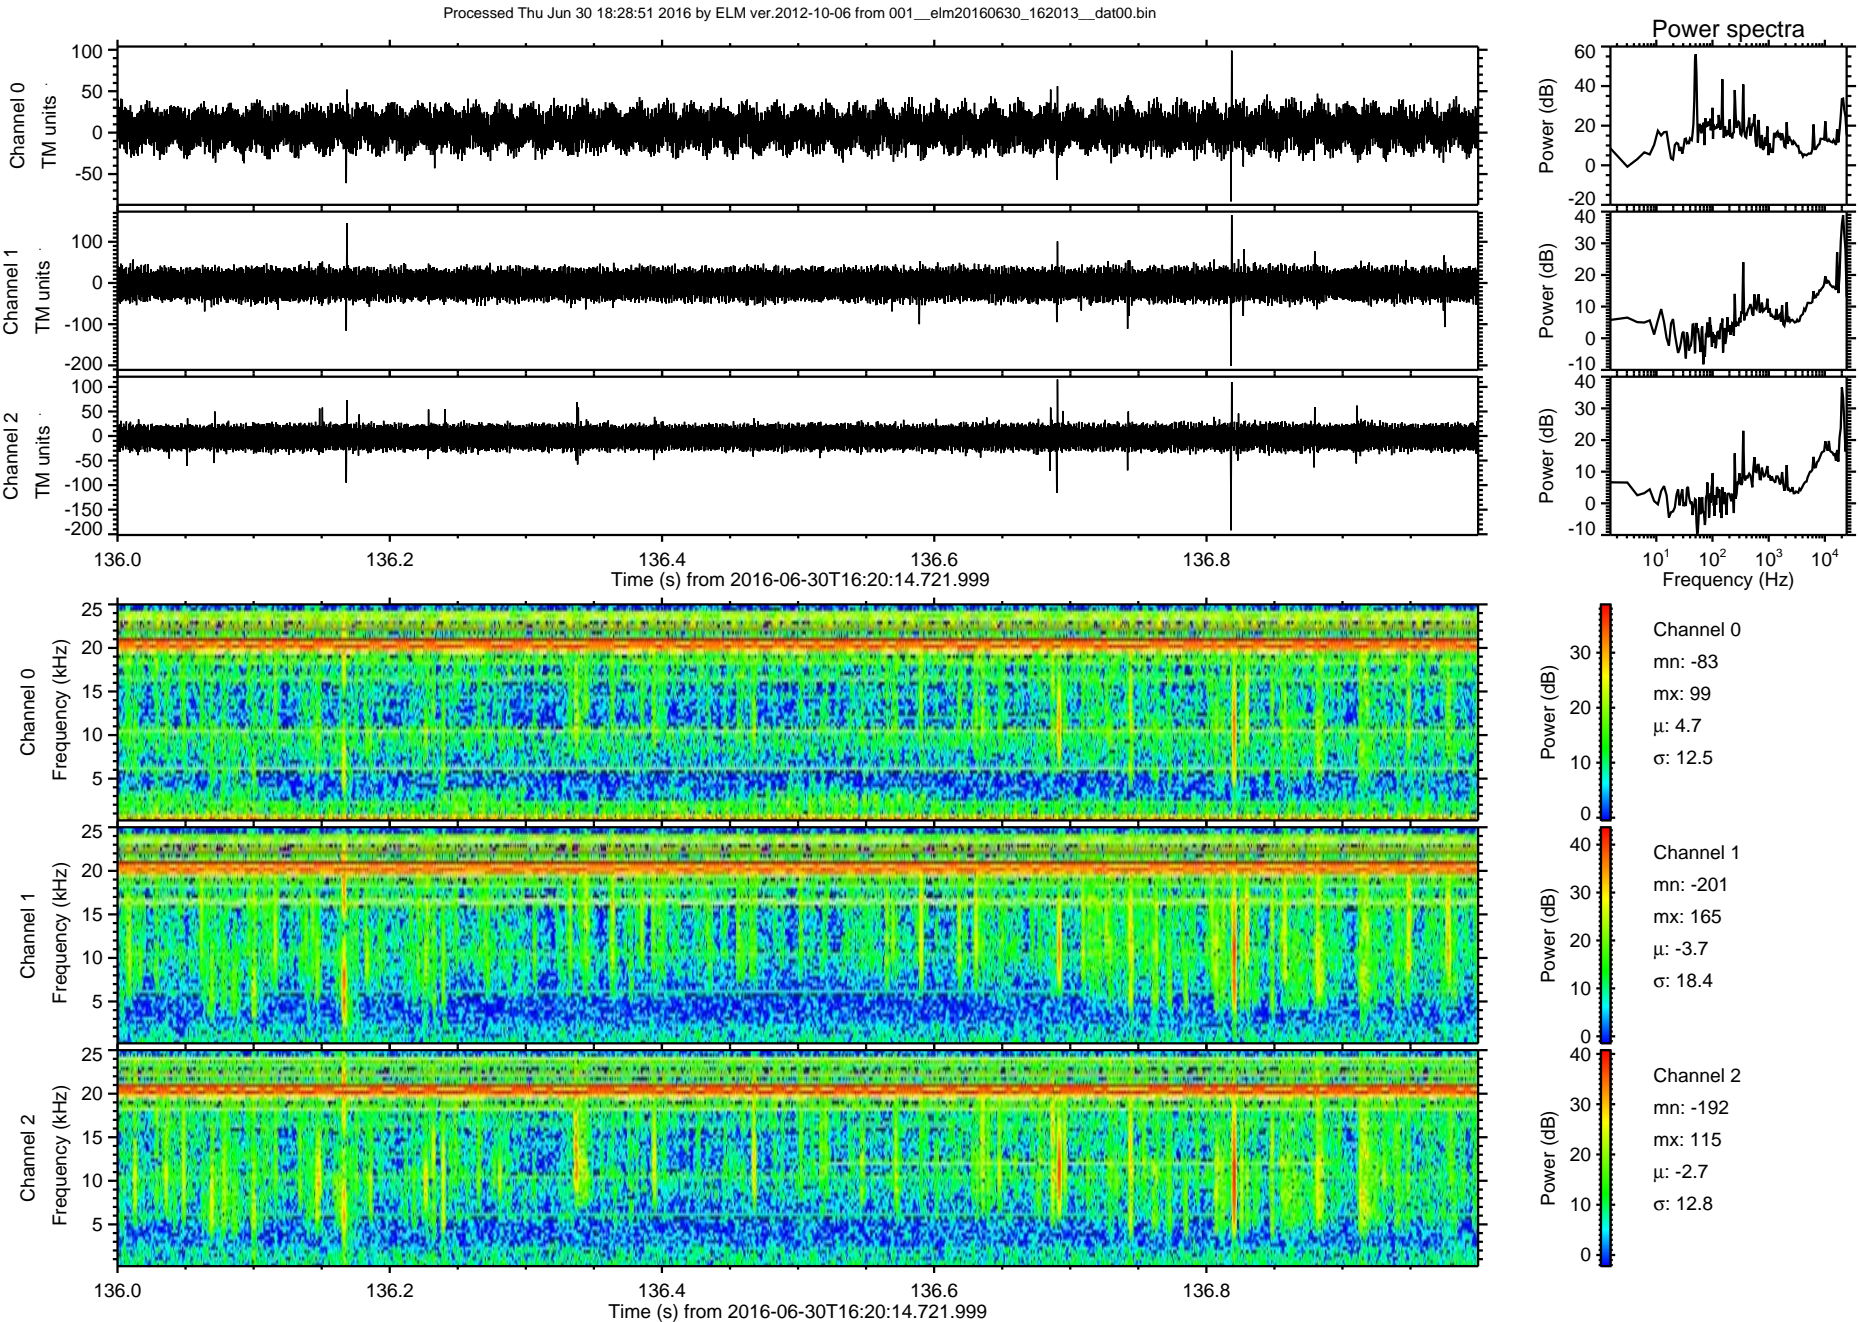 Processed Thu Jun 30 18:28:51 2016 by ELM ver.2012-10-06 from 001__elm20160630_162013__dat00.bin
Power spectra
Channel 0
TM units
100
50
0
-50
Power (dB)
60
40
20
0
-20
Channel 1
TM units
100
0
-100
-200
Power (dB)
40
30
20
10
0
-10
Channel 2
TM units
100
50
0
-50
-100
-150
-200
Power (dB)
40
30
20
10
0
-10
136.0 136.2 136.4 136.6 136.8
Time (s) from 2016-06-30T16:20:14.721.999
10¹ 10² 10³ 10⁴
Frequency (Hz)
Channel 0
Frequency (kHz)
25
20
15
10
5
Power (dB)
30
20
10
0
Channel 0
mn: -83
mx: 99
μ: 4.7
σ: 12.5
Channel 1
Frequency (kHz)
25
20
15
10
5
Power (dB)
40
30
20
10
0
Channel 1
mn: -201
mx: 165
μ: -3.7
σ: 18.4
Channel 2
Frequency (kHz)
25
20
15
10
5
Power (dB)
40
30
20
10
0
Channel 2
mn: -192
mx: 115
μ: -2.7
σ: 12.8
136.0 136.2 136.4 136.6 136.8
Time (s) from 2016-06-30T16:20:14.721.999